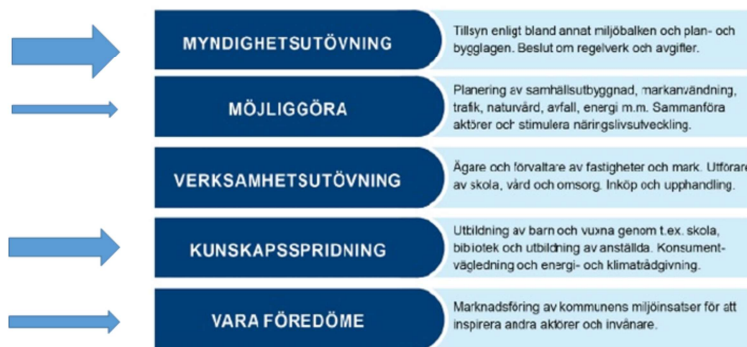 MYNDIGHETSUTÖVNING
Tillsyn enligt bland annat miljöbalken och plan- och
bygglagen. Beslut om regelverk och avgifter.
MÖJLIGGÖRA
Planering av samhällsutbyggnad, markanvändning,
trafik, naturvård, avfall, energi m.m. Sammanföra
aktörer och stimulera näringslivsutveckling.
VERKSAMHETSUTÖVNING
Ägare och förvaltare av fastigheter och mark. Utförare
av skola, vård och omsorg. Inköp och upphandling.
KUNSKAPSSPRIDNING
Utbildning av barn och vuxna genom t.ex. skola,
bibliotek och utbildning av anställda. Konsument-
vägledning och energi- och klimatrådgivning.
VARA FÖREDÖME
Marknadsföring av kommunens miljöinsatser för att
inspirera andra aktörer och invånare.